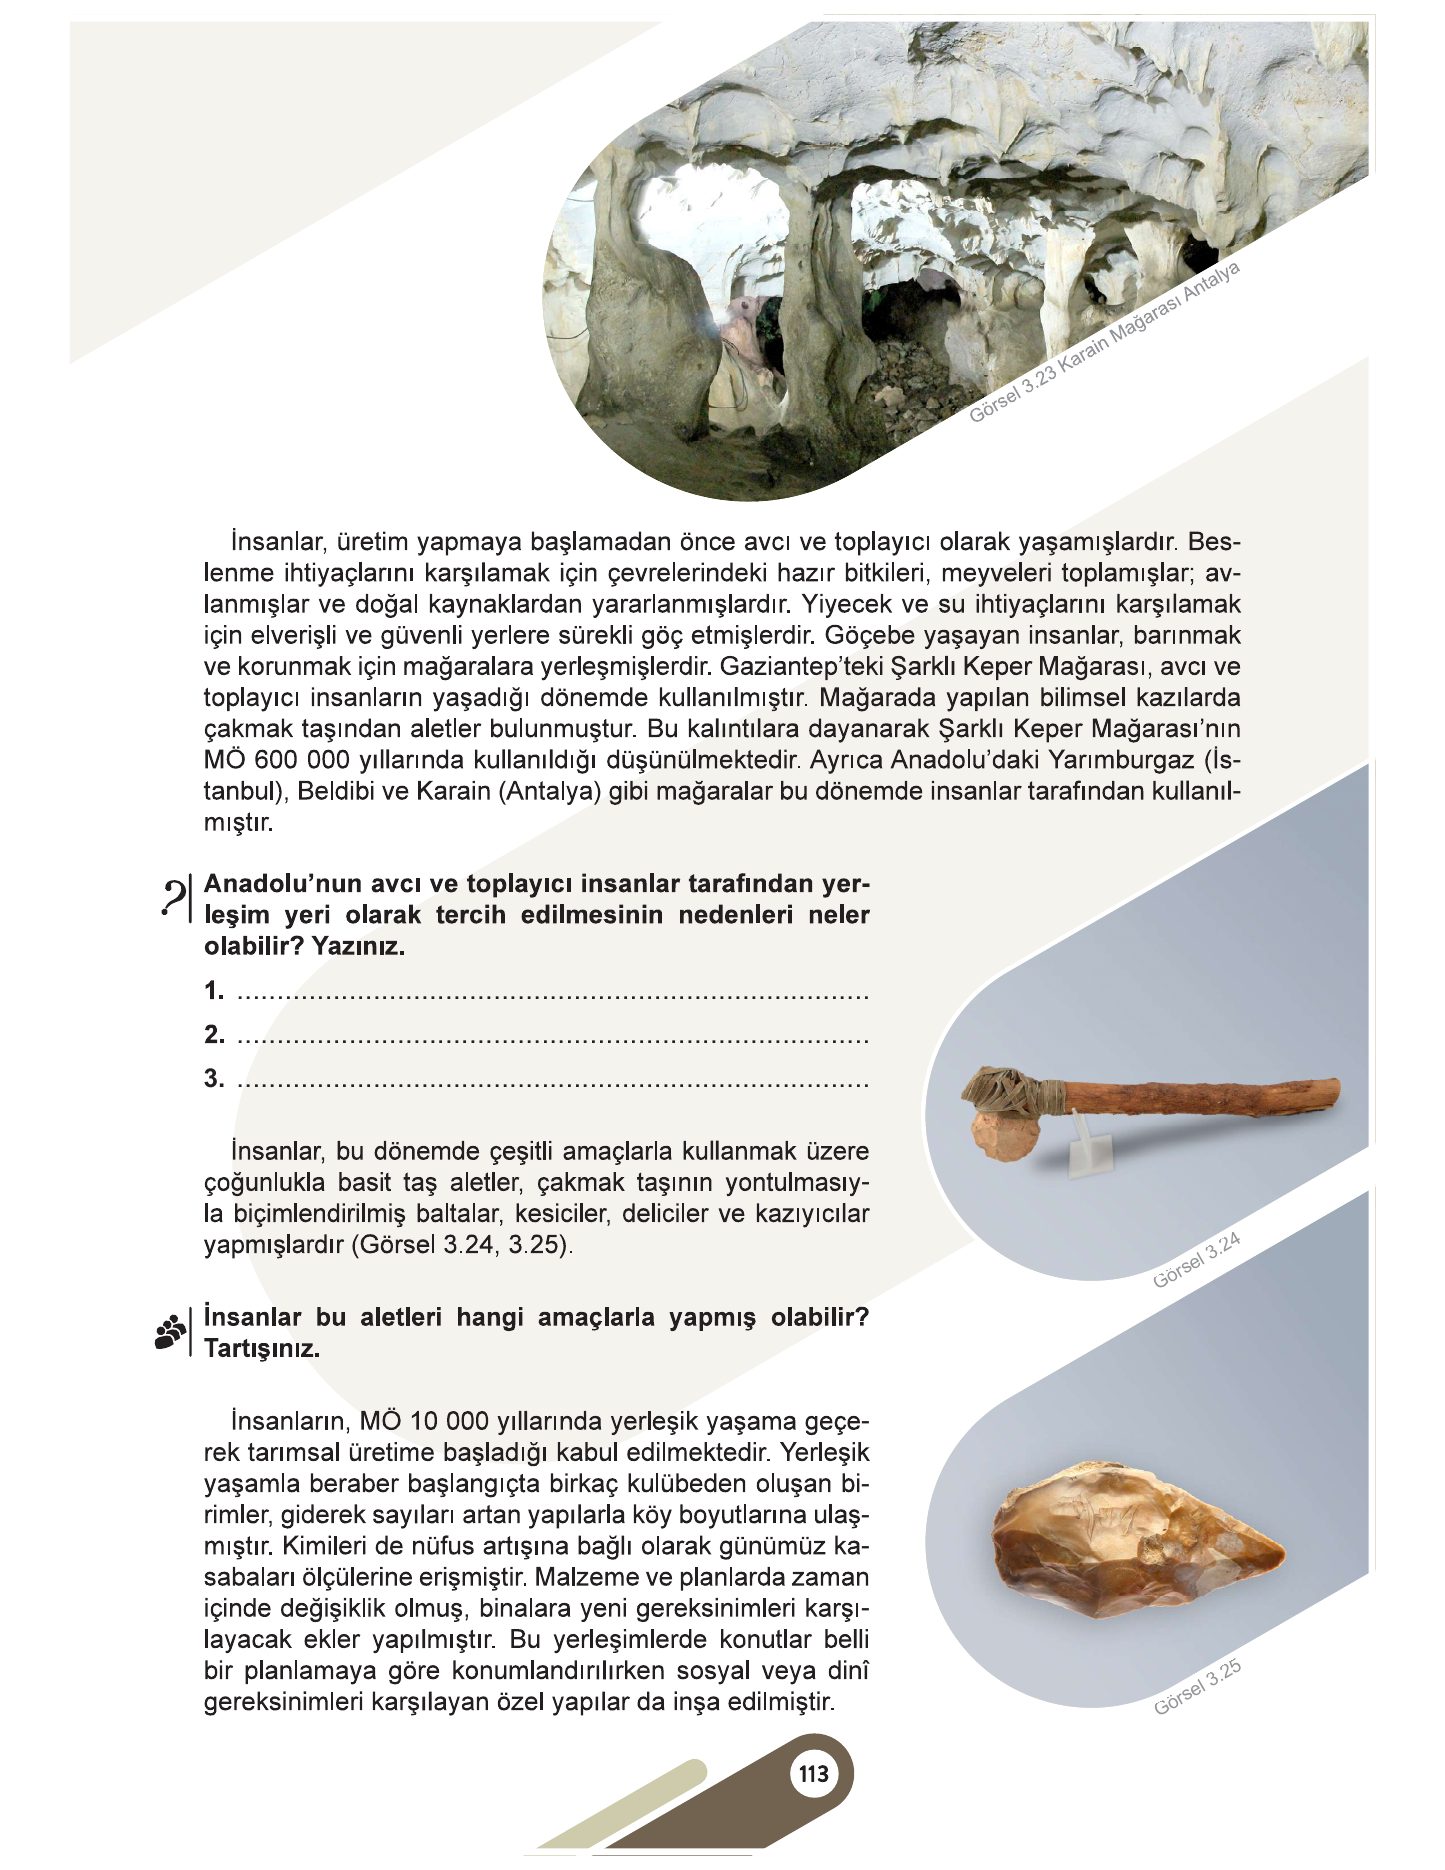 Görsel 3.23 Karain Mağarası Antalya
İnsanlar, üretim yapmaya başlamadan önce avcı ve toplayıcı olarak yaşamışlardır. Bes-
lenme ihtiyaçlarını karşılamak için çevrelerindeki hazır bitkileri, meyveleri toplamışlar; av-
lanmışlar ve doğal kaynaklardan yararlanmışlardır. Yiyecek ve su ihtiyaçlarını karşılamak
için elverişli ve güvenli yerlere sürekli göç etmişlerdir. Göçebe yaşayan insanlar, barınmak
ve korunmak için mağaralara yerleşmişlerdir. Gaziantep’teki Şarklı Keper Mağarası, avcı ve
toplayıcı insanların yaşadığı dönemde kullanılmıştır. Mağarada yapılan bilimsel kazılarda
çakmak taşından aletler bulunmuştur. Bu kalıntılara dayanarak Şarklı Keper Mağarası’nın
MÖ 600 000 yıllarında kullanıldığı düşünülmektedir. Ayrıca Anadolu’daki Yarımburgaz (İs-
tanbul), Beldibi ve Karain (Antalya) gibi mağaralar bu dönemde insanlar tarafından kullanıl-
mıştır.
? Anadolu’nun avcı ve toplayıcı insanlar tarafından yer-
leşim yeri olarak tercih edilmesinin nedenleri neler
olabilir? Yazınız.
1. ..........................................................................
2. ..........................................................................
3. ..........................................................................
İnsanlar, bu dönemde çeşitli amaçlarla kullanmak üzere
çoğunlukla basit taş aletler, çakmak taşının yontulmasıy-
la biçimlendirilmiş baltalar, kesiciler, deliciler ve kazıyıcılar
yapmışlardır (Görsel 3.24, 3.25).
Görsel 3.24
İnsanlar bu aletleri hangi amaçlarla yapmış olabilir?
Tartışınız.
İnsanların, MÖ 10 000 yıllarında yerleşik yaşama geçe-
rek tarımsal üretime başladığı kabul edilmektedir. Yerleşik
yaşamla beraber başlangıçta birkaç kulübeden oluşan bi-
rimler, giderek sayıları artan yapılarla köy boyutlarına ulaş-
mıştır. Kimileri de nüfus artışına bağlı olarak günümüz ka-
sabaları ölçülerine erişmiştir. Malzeme ve planlarda zaman
içinde değişiklik olmuş, binalara yeni gereksinimleri karşı-
layacak ekler yapılmıştır. Bu yerleşimlerde konutlar belli
bir planlamaya göre konumlandırılırken sosyal veya dinî
gereksinimleri karşılayan özel yapılar da inşa edilmiştir.
Görsel 3.25
113